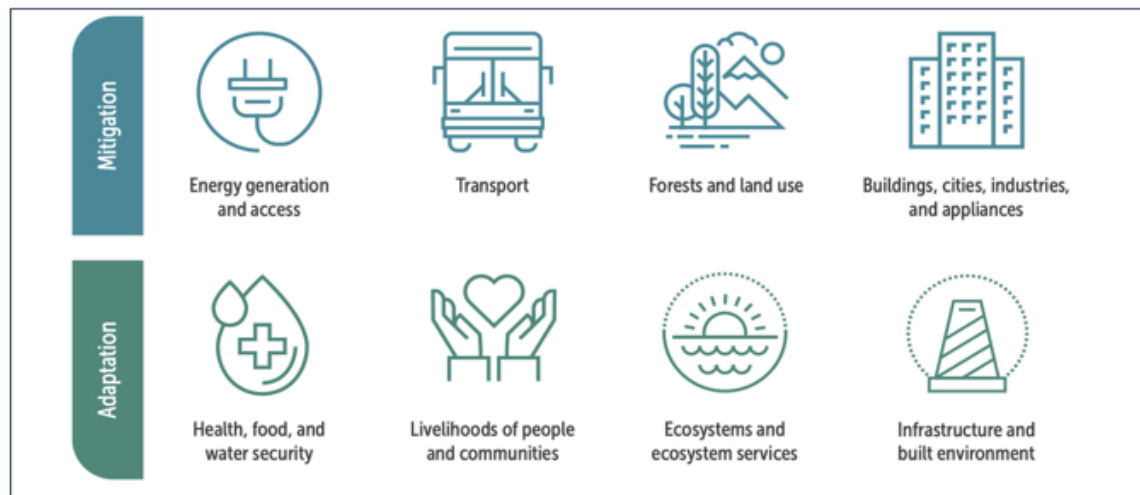 Mitigation
Energy generation
and access
Transport
Forests and land use
Buildings, cities, industries,
and appliances
Adaptation
Health, food, and
water security
Livelihoods of people
and communities
Ecosystems and
ecosystem services
Infrastructure and
built environment